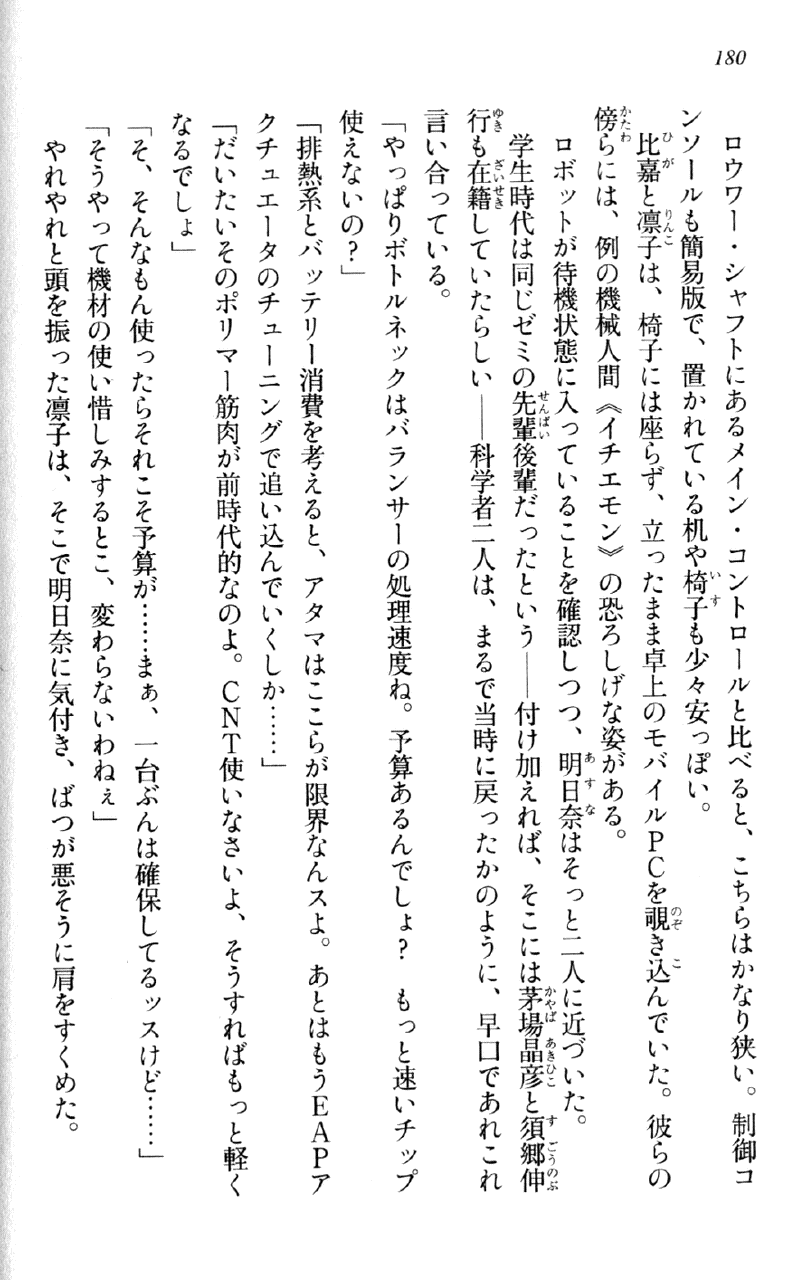 180
ロウワー・シャフトにあるメイン・コントロールと比べると、こちらはかなり狭い。制御コ
ンソールも簡易版で、置かれている机や椅子も少々安っぽい。
比嘉と凛子は、椅子には座らず、立ったまま卓上のモバイルPCを覗き込んでいた。彼らの
傍らには、例の機械人間《イチエモン》の恐ろしげな姿がある。
ロボットが待機状態に入っていることを確認しつつ、明日奈はそっと二人に近づいた。
学生時代は同じゼミの先輩後輩だったという――付け加えれば、そこには茅場晶彦と須郷伸
行も在籍していたらしい――科学者二人は、まるで当時に戻ったかのように、早口であれこれ
言い合っている。
「やっぱりボトルネックはバランサーの処理速度ね。予算あるんでしょ？　もっと速いチップ
使えないの？」
「排熱系とバッテリー消費を考えると、アタマはここらが限界なんスよ。あとはもうEAPア
クチュエータのチューニングで追い込んでいくしか……」
「だいたいそのポリマー筋肉が前時代的なのよ。CNT使いなさいよ、そうすればもっと軽く
なるでしょ」
「そ、そんなもん使ったらそれこそ予算が……まぁ、一台ぶんは確保してるッスけど……」
「そうやって機材の使い惜しみするとこ、変わらないわねぇ」
やれやれと頭を振った凛子は、そこで明日奈に気付き、ばつが悪そうに肩をすくめた。